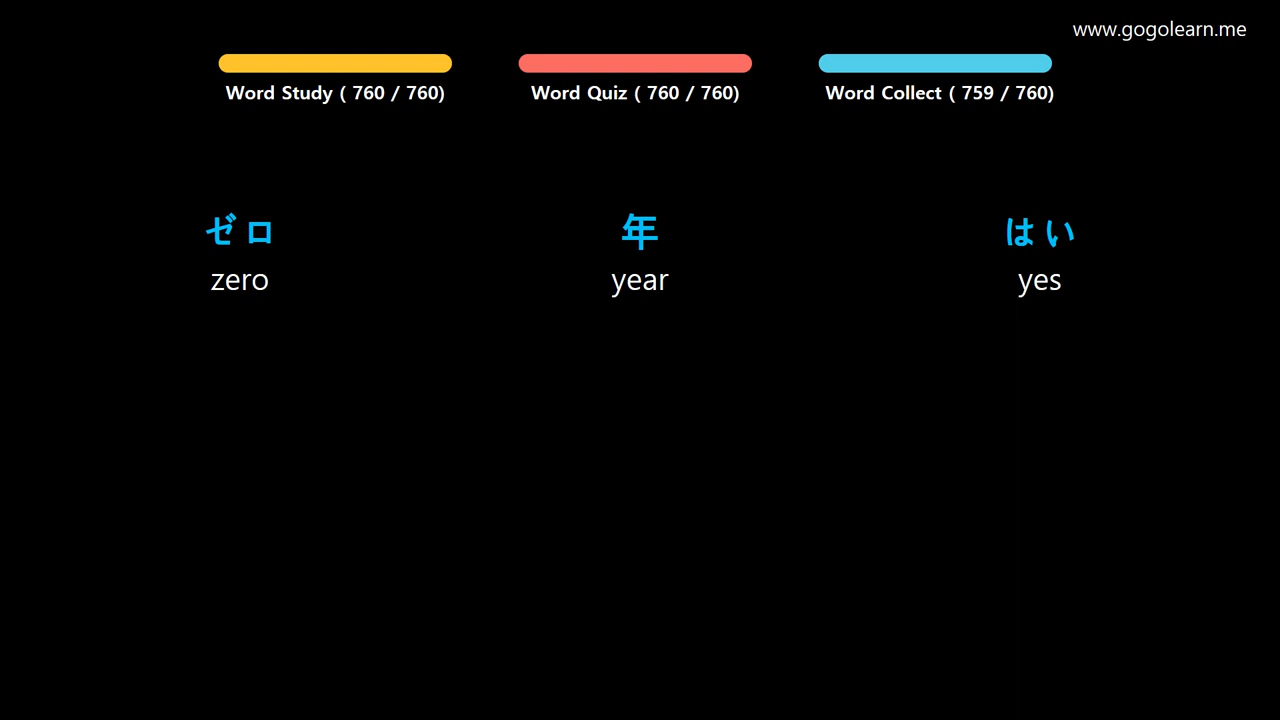 www.gogolearn.me
Word Study ( 760 / 760)
Word Quiz ( 760 / 760)
Word Collect ( 759 / 760)
ゼロ
zero
年
year
はい
yes